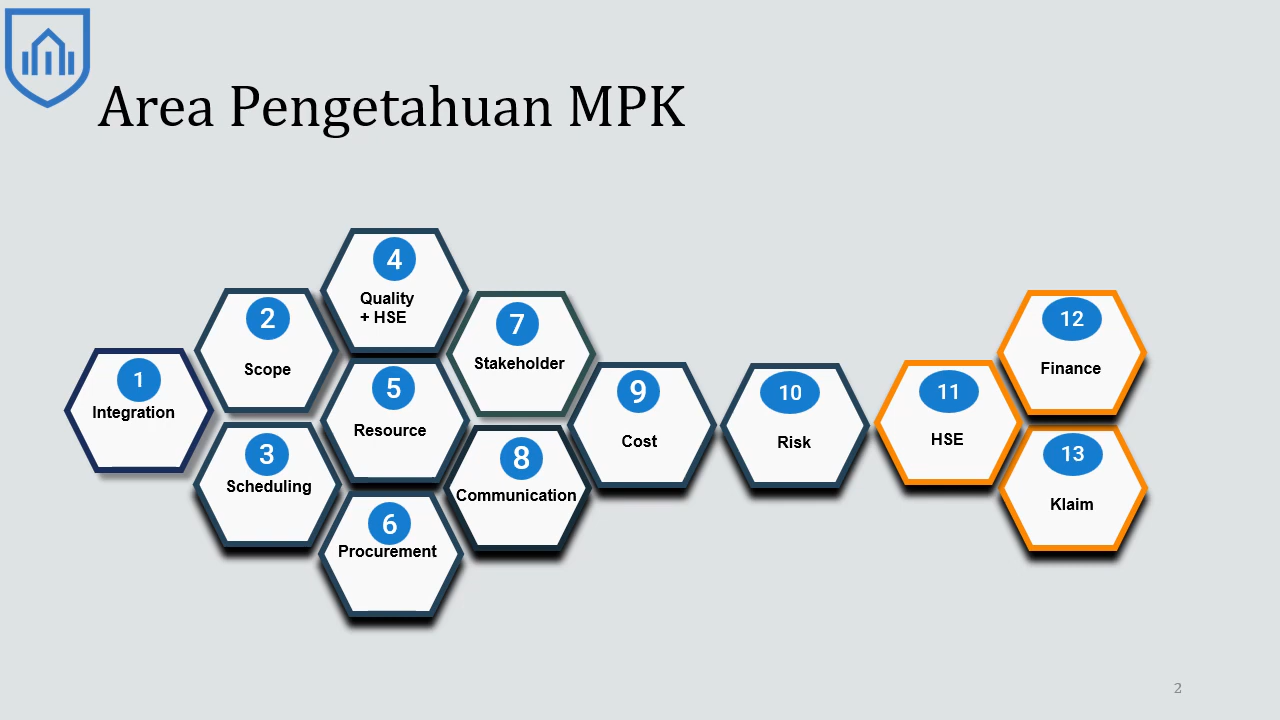 Area Pengetahuan MPK
1
Integration
2
Scope
3
Scheduling
4
Quality
+ HSE
5
Resource
6
Procurement
7
Stakeholder
8
Communication
9
Cost
10
Risk
11
HSE
12
Finance
13
Klaim
2